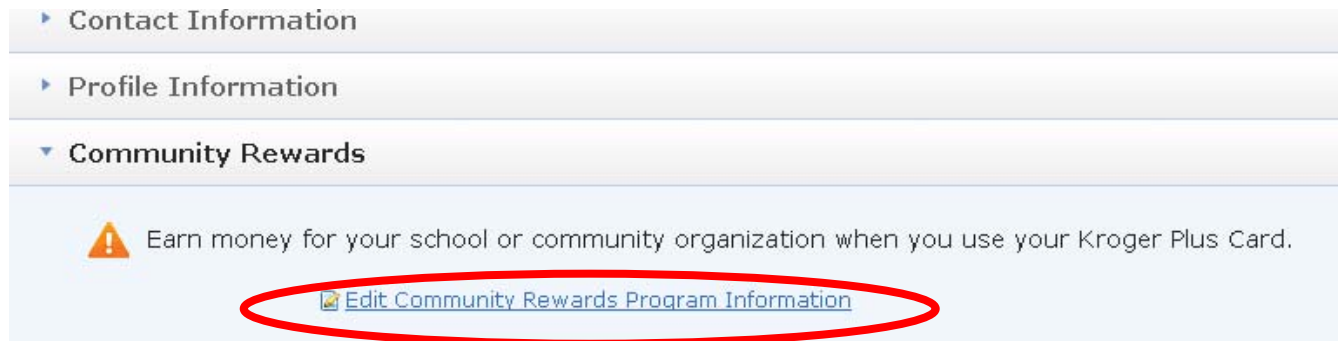 Contact Information
Profile Information
Community Rewards
Earn money for your school or community organization when you use your Kroger Plus Card.
Edit Community Rewards Program Information